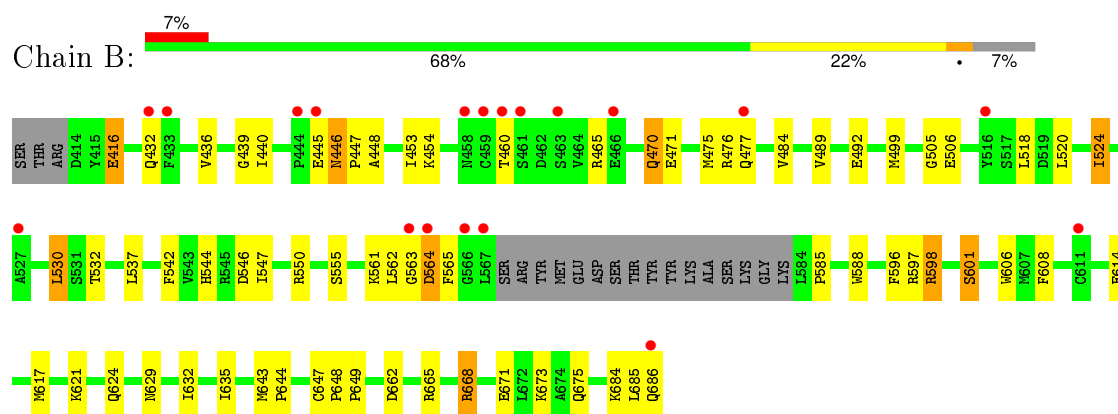 7%
Chain B:
68% 22% • 7%
SER THR ARG D414 Y415 E416 Q432 F433 V436 G439 I440 P444 E445 N446 P447 A448 I453 K454 N458 C459 T460 S461 D462 S463 V464 R465 E466 Q470 E471 M475 R476 Q477 V484 V489 E492 M499 G505 E506 Y516 S517 L518 D519 L520 I524
A527 L530 S531 T532 L537 F542 V543 H544 R545 D546 I547 R550 S555 K561 L562 G563 D564 F565 G566 L567 SER ARG TYR MET GLU ASP SER THR TYR TYR LYS ALA SER LYS GLY LYS L584 P585 W588 F596 R597 R598 S601 W606 M607 F608 C611
M617 K621 Q624 N629 I632 I635 M643 P644 C647 P648 P649 D662 R665 R668 E671 L672 K673 A674 Q675 K684 L685 Q686